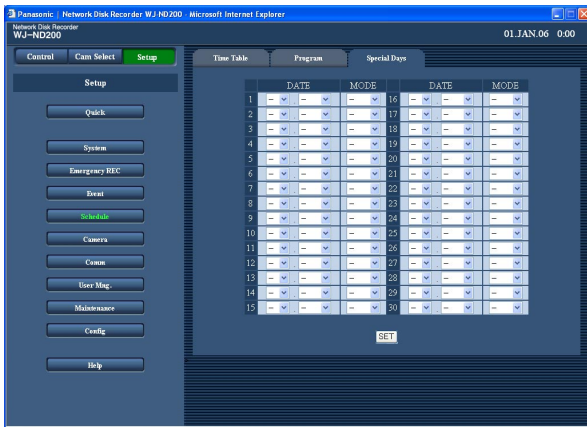 Panasonic | Network Disk Recorder WJ-ND200 - Microsoft Internet Explorer
Network Disk Recorder
WJ-ND200
01.JAN.06 0:00
Control Cam Select Setup
Time Table Program Special Days
Setup
Quick
System
Emergency REC
Event
Schedule
Camera
Comm
User Mng.
Maintenance
Config
Help
DATE MODE DATE MODE
1 - . - - 16 - . - -
2 - . - - 17 - . - -
3 - . - - 18 - . - -
4 - . - - 19 - . - -
5 - . - - 20 - . - -
6 - . - - 21 - . - -
7 - . - - 22 - . - -
8 - . - - 23 - . - -
9 - . - - 24 - . - -
10 - . - - 25 - . - -
11 - . - - 26 - . - -
12 - . - - 27 - . - -
13 - . - - 28 - . - -
14 - . - - 29 - . - -
15 - . - - 30 - . - -
SET